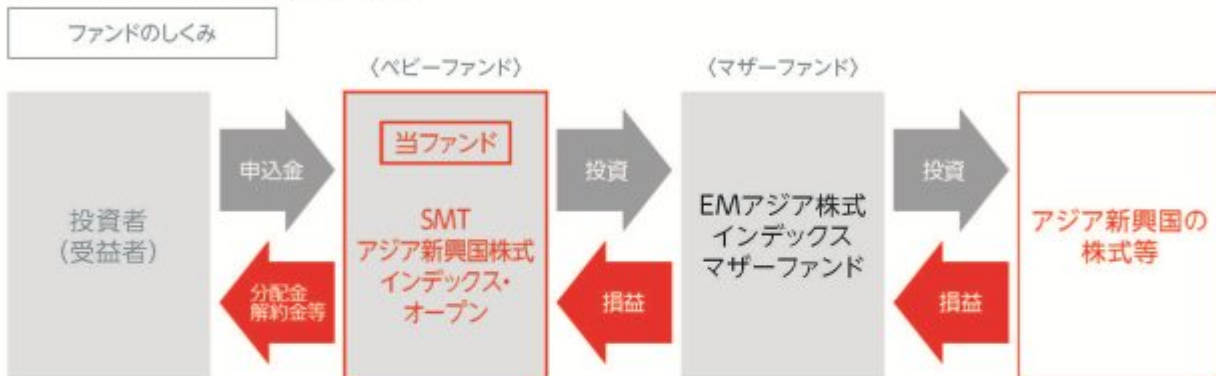 ファンドのしくみ
〈ベビーファンド〉
〈マザーファンド〉
投資者
(受益者)
申込金
分配金
解約金等
当ファンド
SMT
アジア新興国株式
インデックス・
オープン
投資
損益
EMアジア株式
インデックス
マザーファンド
投資
損益
アジア新興国の
株式等